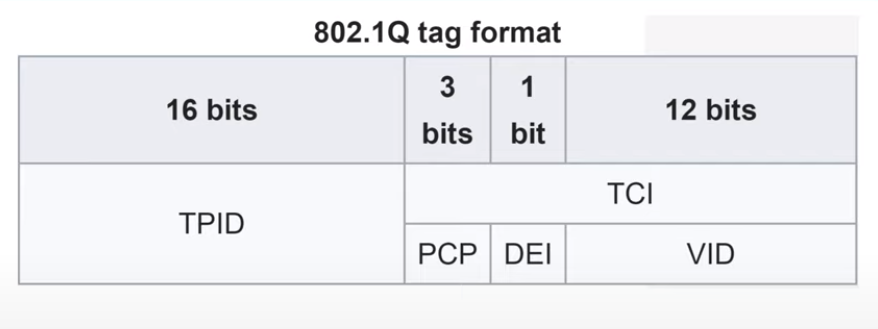 802.1Q tag format
16 bits
3
bits
1
bit
12 bits
TPID
TCI
PCP
DEI
VID